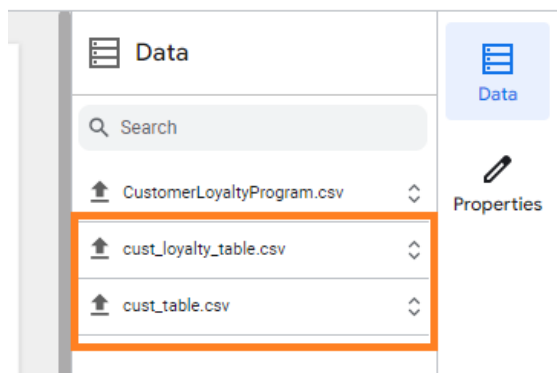 Data
Search
CustomerLoyaltyProgram.csv
cust_loyalty_table.csv
cust_table.csv
Data
Properties